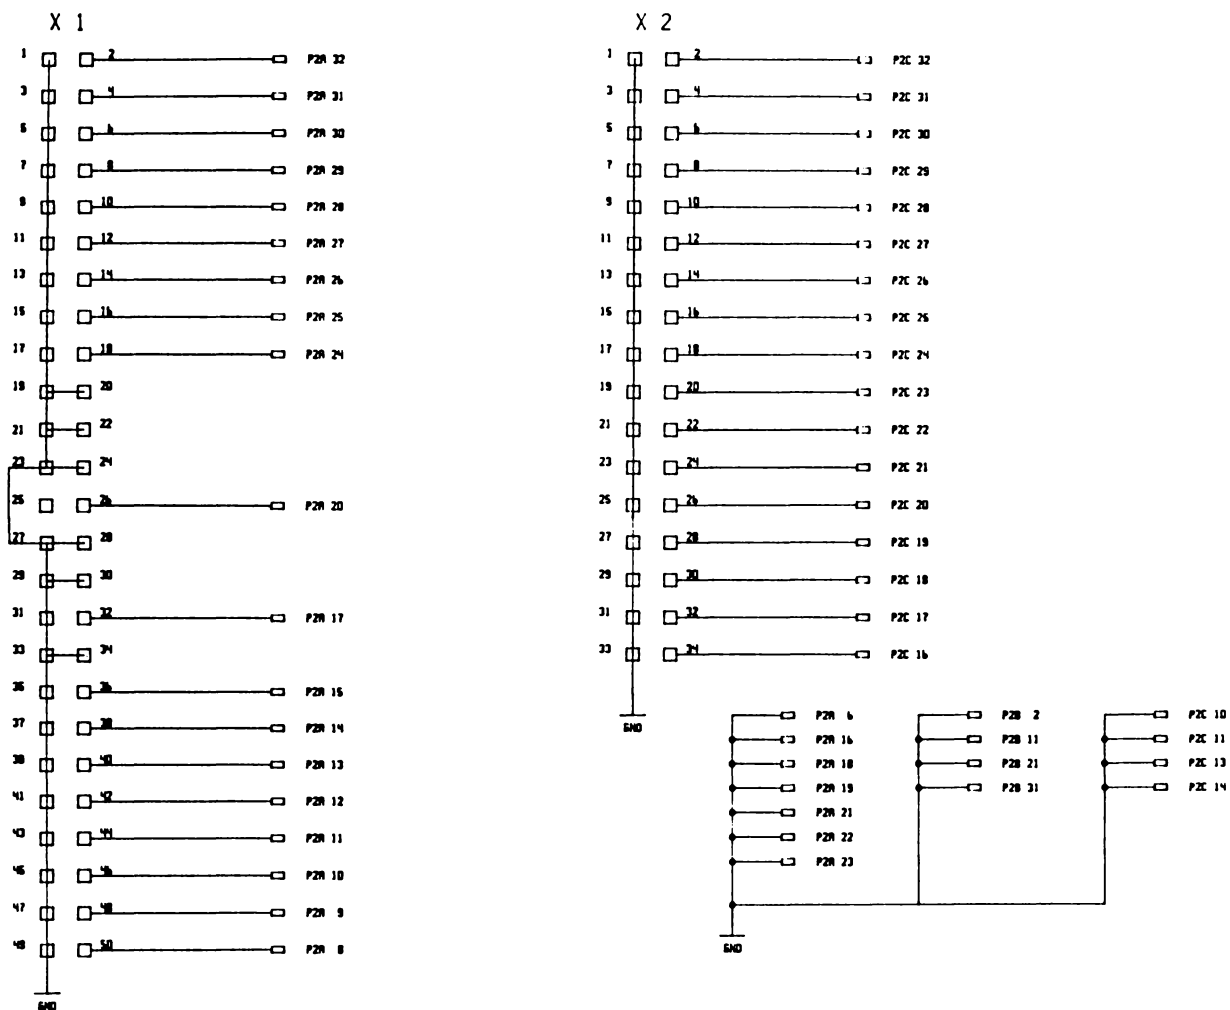 X 1
1 2 P2A 32
3 4 P2A 31
5 6 P2A 30
7 8 P2A 29
9 10 P2A 28
11 12 P2A 27
13 14 P2A 26
15 16 P2A 25
17 18 P2A 24
19 20
21 22
23 24
25 26 P2A 20
27 28
29 30
31 32 P2A 17
33 34
35 36 P2A 15
37 38 P2A 14
39 40 P2A 13
41 42 P2A 12
43 44 P2A 11
45 46 P2A 10
47 48 P2A 9
49 50 P2A 8
GND
X 2
1 2 P2C 32
3 4 P2C 31
5 6 P2C 30
7 8 P2C 29
9 10 P2C 28
11 12 P2C 27
13 14 P2C 26
15 16 P2C 25
17 18 P2C 24
19 20 P2C 23
21 22 P2C 22
23 24 P2C 21
25 26 P2C 20
27 28 P2C 19
29 30 P2C 18
31 32 P2C 17
33 34 P2C 16
GND
P2A 6 P2B 2 P2C 10
P2A 16 P2B 11 P2C 11
P2A 18 P2B 21 P2C 13
P2A 19 P2B 31 P2C 14
P2A 21
P2A 22
P2A 23
GND